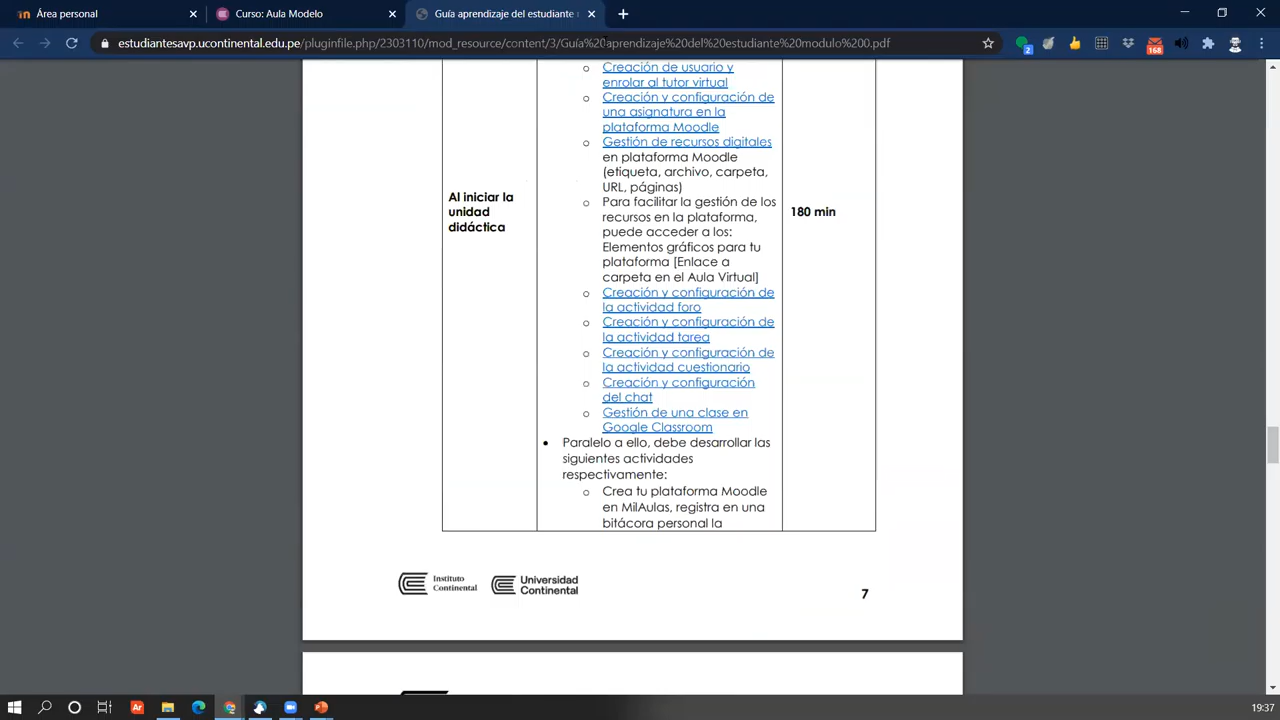 Área personal
Curso: Aula Modelo
Guía aprendizaje del estudiante
estudiantesavp.ucontinental.edu.pe/pluginfile.php/2303110/mod_resource/content/3/Guía%20aprendizaje%20del%20estudiante%20modulo%200.pdf
2
168
Creación de usuario y
enrolar al tutor virtual
Creación y configuración de
una asignatura en la
plataforma Moodle
Gestión de recursos digitales
en plataforma Moodle
(etiqueta, archivo, carpeta,
URL, páginas)
Al iniciar la
unidad
didáctica
180 min
Para facilitar la gestión de los
recursos en la plataforma,
puede acceder a los:
Elementos gráficos para tu
plataforma [Enlace a
carpeta en el Aula Virtual]
Creación y configuración de
la actividad foro
Creación y configuración de
la actividad tarea
Creación y configuración de
la actividad cuestionario
Creación y configuración
del chat
Gestión de una clase en
Google Classroom
Paralelo a ello, debe desarrollar las
siguientes actividades
respectivamente:
Crea tu plataforma Moodle
en MilAulas, registra en una
bitácora personal la
Instituto
Continental
Universidad
Continental
7
Ar
19:37